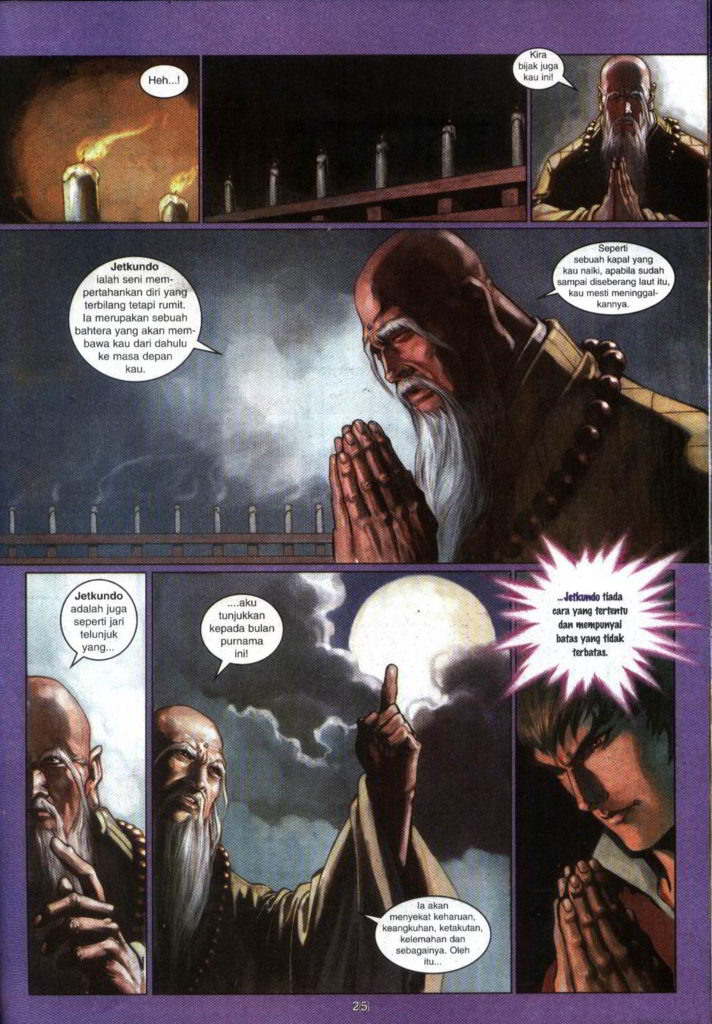 Heh...!
Kira
bijak juga
kau ini!
Jetkundo
ialah seni mem-
pertahankan diri yang
terbilang tetapi rumit.
Ia merupakan sebuah
bahtera yang akan mem-
bawa kau dari dahulu
ke masa depan
kau.
Seperti
sebuah kapal yang
kau naiki, apabila sudah
sampai diseberang laut itu,
kau mesti meninggal-
kannya.
Jetkundo
adalah juga
seperti jari
telunjuk
yang...
....aku
tunjukkan
kepada bulan
purnama
ini!
Ia akan
menyekat keharuan,
keangkuhan, ketakutan,
kelemahan dan
sebagainya. Oleh
itu...
...Jetkundo tiada
cara yang tertentu
dan mempunyai
batas yang tidak
terbatas.
25